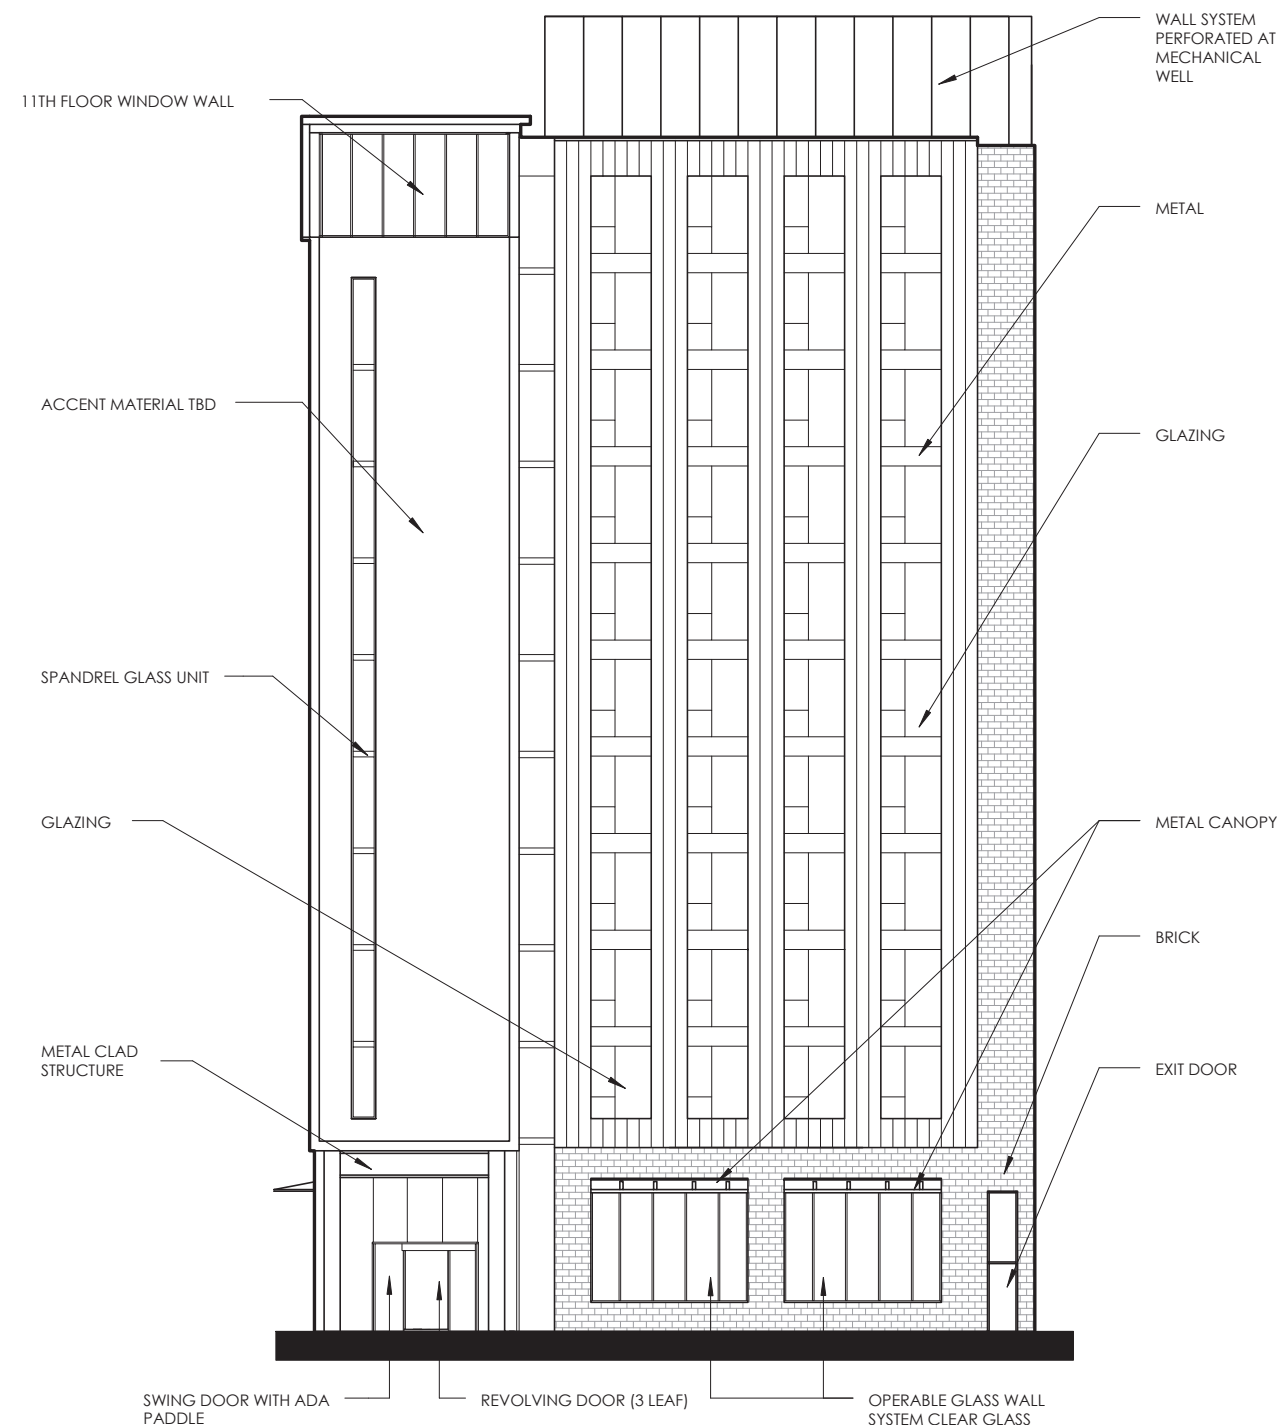 WALL SYSTEM
PERFORATED AT
MECHANICAL
WELL
11TH FLOOR WINDOW WALL
METAL
ACCENT MATERIAL TBD
GLAZING
SPANDREL GLASS UNIT
GLAZING
METAL CANOPY
BRICK
METAL CLAD
STRUCTURE
EXIT DOOR
SWING DOOR WITH ADA
PADDLE
REVOLVING DOOR (3 LEAF)
OPERABLE GLASS WALL
SYSTEM CLEAR GLASS